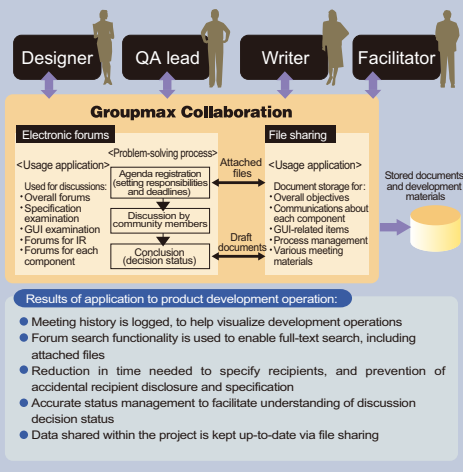 Designer
QA lead
Writer
Facilitator
Groupmax Collaboration
Electronic forums
<Usage application>
Used for discussions:
・Overall forums
・Specification
examination
・GUI examination
・Forums for IR
・Forums for each
component
<Problem-solving process>
Agenda registration
(setting responsibilities
and deadlines)
Discussion by
community members
Conclusion
(decision status)
Attached
files
Draft
documents
File sharing
<Usage application>
Document storage for:
・Overall objectives
・Communications about
each component
・GUI-related items
・Process management
・Various meeting
materials
Stored documents
and development
materials
Results of application to product development operation:
● Meeting history is logged, to help visualize development operations
● Forum search functionality is used to enable full-text search, including
attached files
● Reduction in time needed to specify recipients, and prevention of
accidental recipient disclosure and specification
● Accurate status management to facilitate understanding of discussion
decision status
● Data shared within the project is kept up-to-date via file sharing